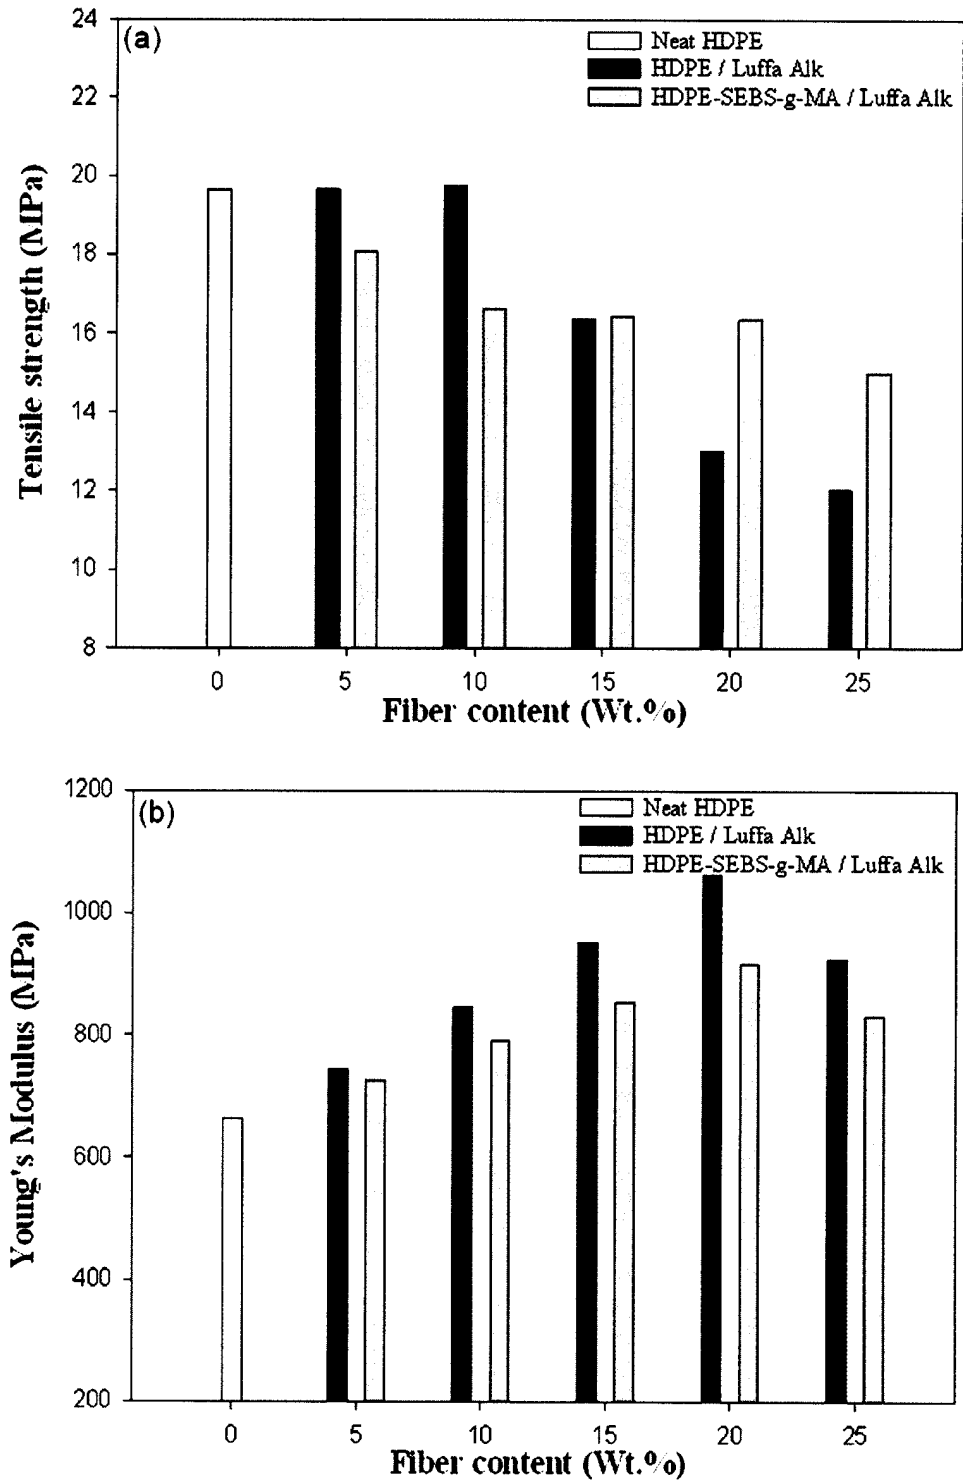 (a)
Neat HDPE
HDPE / Luffa Alk
HDPE-SEBS-g-MA / Luffa Alk
24
22
20
18
16
14
12
10
8
Tensile strength (MPa)
0 5 10 15 20 25
Fiber content (Wt.%)
(b)
Neat HDPE
HDPE / Luffa Alk
HDPE-SEBS-g-MA / Luffa Alk
1200
1000
800
600
400
200
Young's Modulus (MPa)
0 5 10 15 20 25
Fiber content (Wt.%)